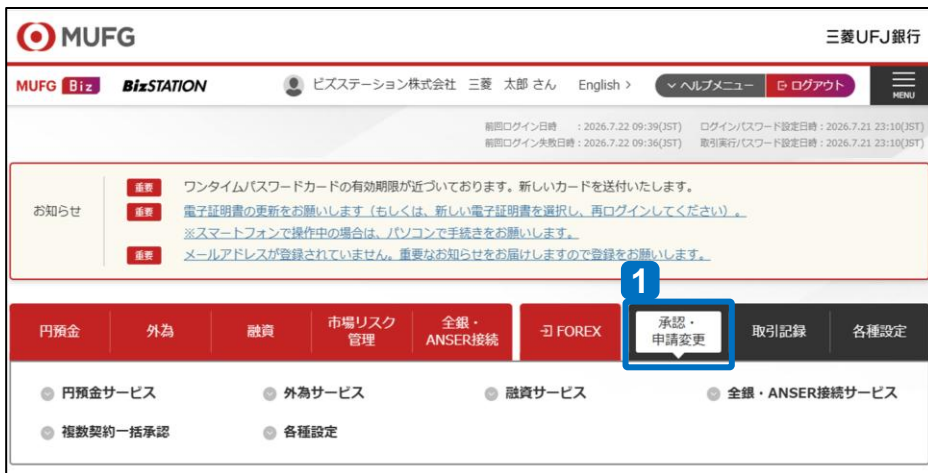 MUFG
三菱UFJ銀行
MUFG Biz BizSTATION ビズステーション株式会社 三菱 太郎 さん English > ヘルプメニュー ログアウト MENU
前回ログイン日時 : 2026.7.22 09:39(JST) ログインパスワード設定日時 : 2026.7.21 23:10(JST)
前回ログイン失敗日時 : 2026.7.22 09:36(JST) 取引実行パスワード設定日時 : 2026.7.21 23:10(JST)
お知らせ
重要 ワンタイムパスワードカードの有効期限が近づいております。新しいカードを送付いたします。
重要 電子証明書の更新をお願いします（もしくは、新しい電子証明書を選択し、再ログインしてください）。
※スマートフォンで操作中の場合は、パソコンで手続きをお願いします。
重要 メールアドレスが登録されていません。重要なお知らせをお届けしますので登録をお願いします。
1
円預金 外為 融資 市場リスク管理 全銀・ANSER接続 FOREX 承認・申請変更 取引記録 各種設定
円預金サービス 外為サービス 融資サービス 全銀・ANSER接続サービス
複数契約一括承認 各種設定